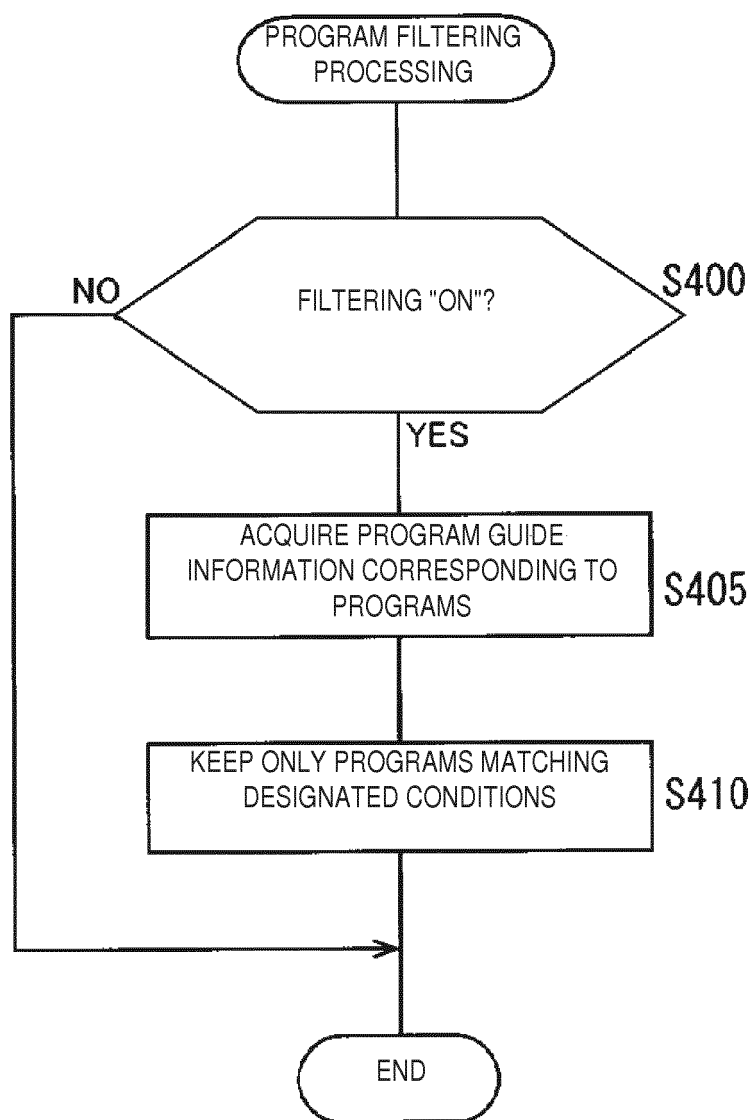 PROGRAM FILTERING
PROCESSING
FILTERING "ON"?
S400
NO
YES
ACQUIRE PROGRAM GUIDE
INFORMATION CORRESPONDING TO
PROGRAMS
S405
KEEP ONLY PROGRAMS MATCHING
DESIGNATED CONDITIONS
S410
END